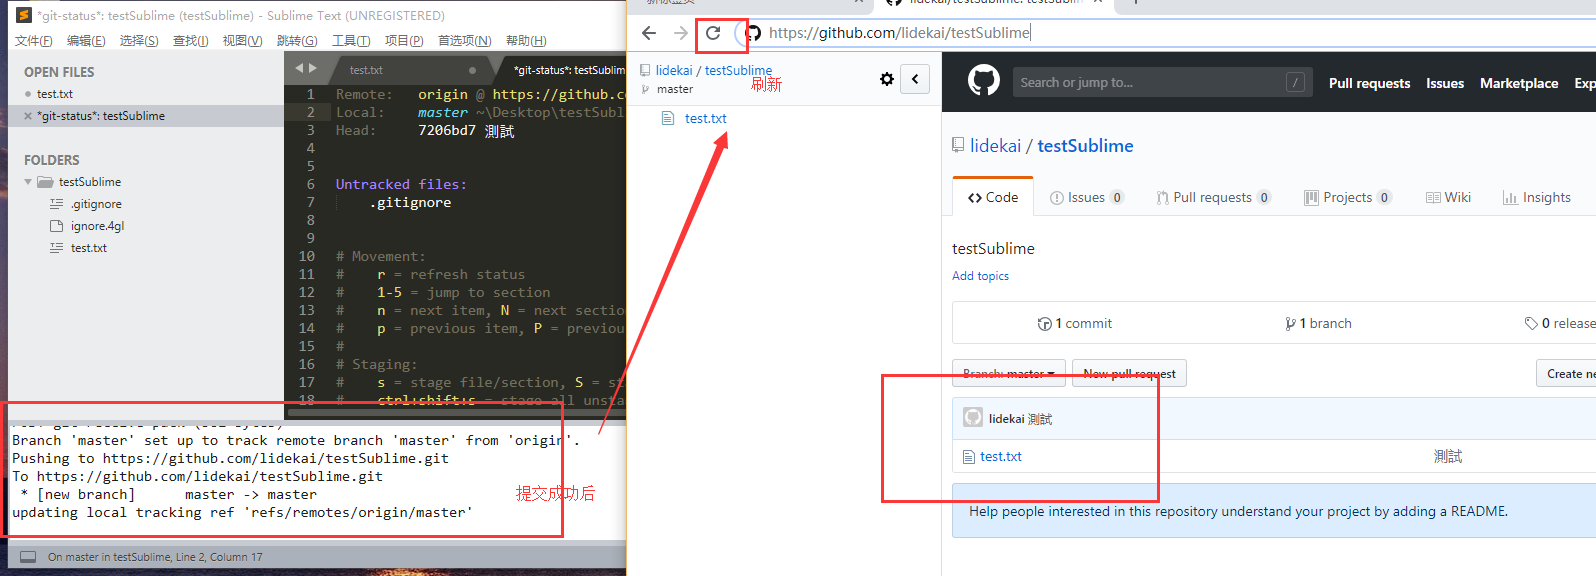 *git-status*: testSublime (testSublime) - Sublime Text (UNREGISTERED)
文件(F) 编辑(E) 选择(S) 查找(I) 视图(V) 跳转(G) 工具(T) 项目(P) 首选项(N) 帮助(H)
OPEN FILES
test.txt
*git-status*: testSublime
FOLDERS
testSublime
.gitignore
ignore.4gl
test.txt
test.txt
*git-status*: testSublim
1 Remote: origin @ https://github.c
2 Local: master ~\Desktop\testSubl
3 Head: 7206bd7 測試
4
5
6 Untracked files:
7 .gitignore
8
9
10 # Movement:
11 # r = refresh status
12 # 1-5 = jump to section
13 # n = next item, N = next sectio
14 # p = previous item, P = previou
15 #
16 # Staging:
17 # s = stage file/section, S = st
18 # ctrl+shift+s = stage all unsta
Branch 'master' set up to track remote branch 'master' from 'origin'.
Pushing to https://github.com/lidekai/testSublime.git
To https://github.com/lidekai/testSublime.git
* [new branch] master -> master
updating local tracking ref 'refs/remotes/origin/master'
提交成功后
On master in testSublime, Line 2, Column 17
新标签页
lidekai/testSublime: testSublim
https://github.com/lidekai/testSublime
lidekai / testSublime
刷新
master
test.txt
Search or jump to...
/
Pull requests Issues Marketplace Exp
lidekai / testSublime
Code Issues 0 Pull requests 0 Projects 0 Wiki Insights
testSublime
Add topics
1 commit 1 branch 0 release
Branch: master New pull request Create ne
lidekai 測試
test.txt 測試
Help people interested in this repository understand your project by adding a README.